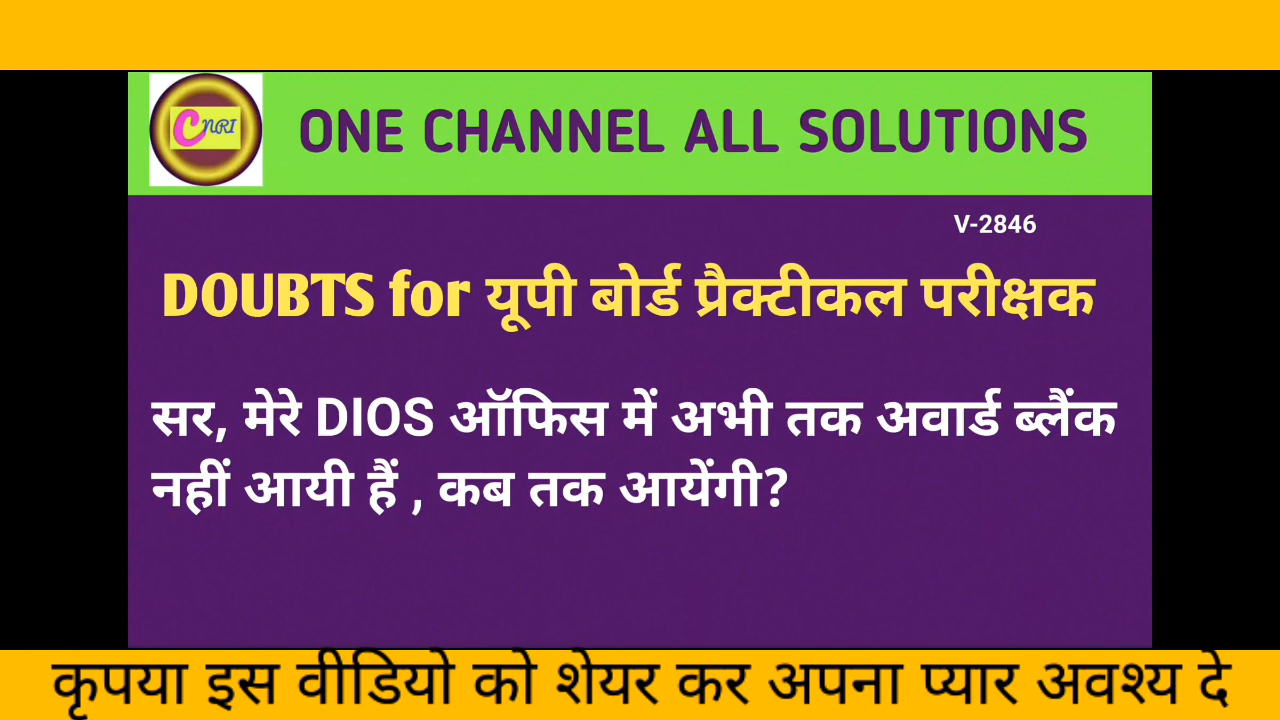 CNRI
ONE CHANNEL ALL SOLUTIONS
V-2846
DOUBTS for यूपी बोर्ड प्रैक्टीकल परीक्षक
सर, मेरे DIOS ऑफिस में अभी तक अवार्ड ब्लैंक
नहीं आयी हैं , कब तक आयेंगी?
कृपया इस वीडियो को शेयर कर अपना प्यार अवश्य दे